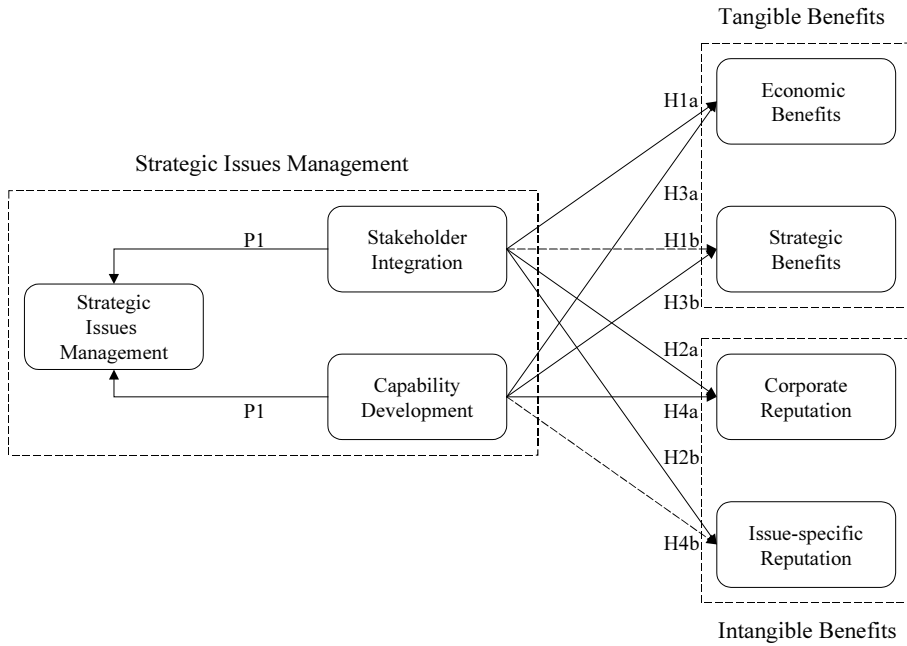 Tangible Benefits
H1a
Economic
Benefits
Strategic Issues Management
H3a
P1
Stakeholder
Integration
H1b
Strategic
Benefits
Strategic
Issues
Management
H3b
H2a
P1
Capability
Development
H4a
Corporate
Reputation
H2b
H4b
Issue-specific
Reputation
Intangible Benefits